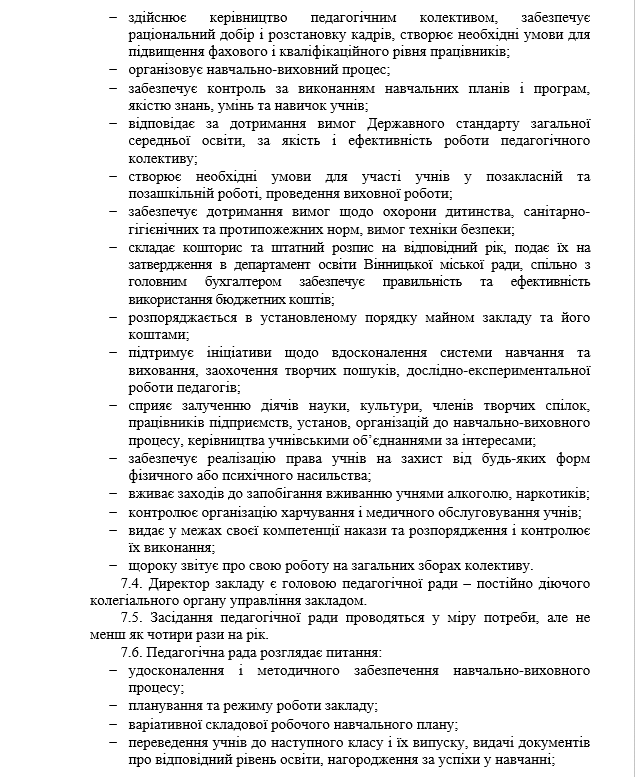 – здійснює керівництво педагогічним колективом, забезпечує
раціональний добір і розстановку кадрів, створює необхідні умови для
підвищення фахового і кваліфікаційного рівня працівників;
– організовує навчально-виховний процес;
– забезпечує контроль за виконанням навчальних планів і програм,
якістю знань, умінь та навичок учнів;
– відповідає за дотримання вимог Державного стандарту загальної
середньої освіти, за якість і ефективність роботи педагогічного
колективу;
– створює необхідні умови для участі учнів у позакласній та
позашкільній роботі, проведення виховної роботи;
– забезпечує дотримання вимог щодо охорони дитинства, санітарно-
гігієнічних та протипожежних норм, вимог техніки безпеки;
– складає кошторис та штатний розпис на відповідний рік, подає їх на
затвердження в департамент освіти Вінницької міської ради, спільно з
головним бухгалтером забезпечує правильність та ефективність
використання бюджетних коштів;
– розпоряджається в установленому порядку майном закладу та його
коштами;
– підтримує ініціативи щодо вдосконалення системи навчання та
виховання, заохочення творчих пошуків, дослідно-експериментальної
роботи педагогів;
– сприяє залученню діячів науки, культури, членів творчих спілок,
працівників підприємств, установ, організацій до навчально-виховного
процесу, керівництва учнівськими об’єднаннями за інтересами;
– забезпечує реалізацію права учнів на захист від будь-яких форм
фізичного або психічного насильства;
– вживає заходів до запобігання вживанню учнями алкоголю, наркотиків;
– контролює організацію харчування і медичного обслуговування учнів;
– видає у межах своєї компетенції накази та розпорядження і контролює
їх виконання;
– щороку звітує про свою роботу на загальних зборах колективу.
7.4. Директор закладу є головою педагогічної ради – постійно діючого
колегіального органу управління закладом.
7.5. Засідання педагогічної ради проводяться у міру потреби, але не
менш як чотири рази на рік.
7.6. Педагогічна рада розглядає питання:
– удосконалення і методичного забезпечення навчально-виховного
процесу;
– планування та режиму роботи закладу;
– варіативної складової робочого навчального плану;
– переведення учнів до наступного класу і їх випуску, видачі документів
про відповідний рівень освіти, нагородження за успіхи у навчанні;